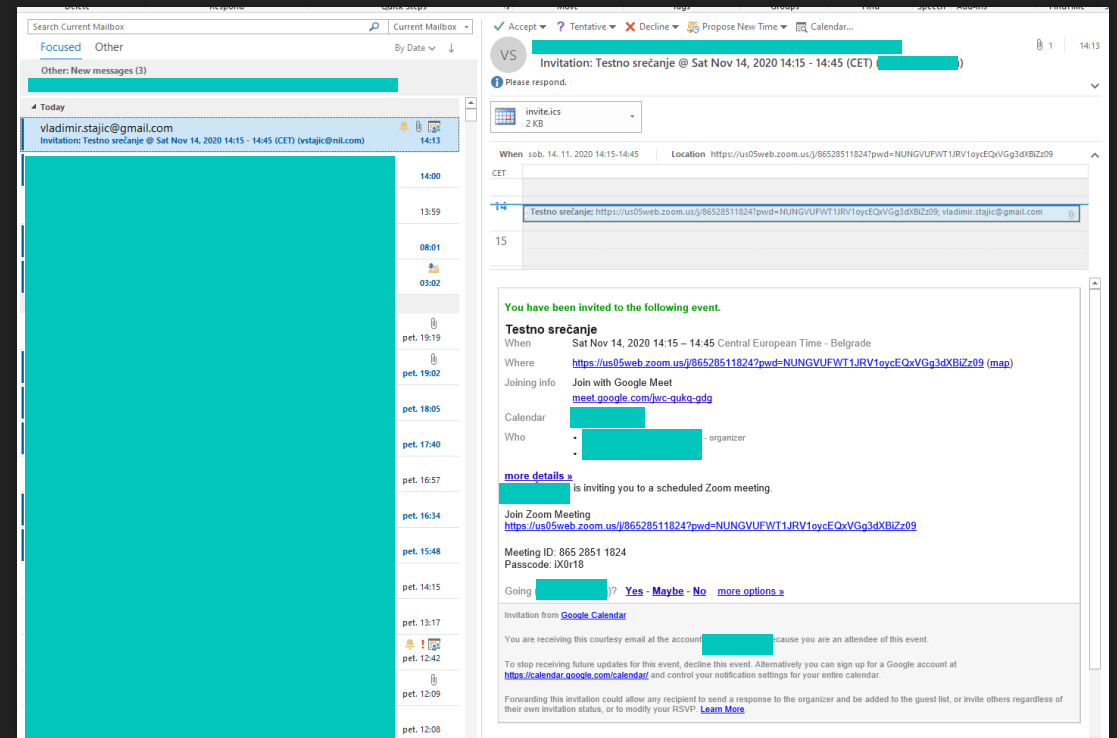 Delete Respond Quick Steps Move Tags Groups Find Speech Add-ins
Search Current Mailbox Current Mailbox
Focused Other By Date
Other: New messages (3)
Today
vladimir.stajic@gmail.com
Invitation: Testno srečanje @ Sat Nov 14, 2020 14:15 - 14:45 (CET) (vstajic@nil.com) 14:13
14:00
13:59
08:01
03:02
pet. 19:19
pet. 19:02
pet. 18:05
pet. 17:40
pet. 16:57
pet. 16:34
pet. 15:48
pet. 14:15
pet. 13:17
pet. 12:42
pet. 12:09
pet. 12:08
Accept ? Tentative Decline Propose New Time Calendar...
VS
1 14:13
Invitation: Testno srečanje @ Sat Nov 14, 2020 14:15 - 14:45 (CET) ( )
Please respond.
invite.ics
2 KB
When sob. 14. 11. 2020 14:15-14:45 Location https://us05web.zoom.us/j/86528511824?pwd=NUNGVUFWT1JRV1oycEQxVGg3dXBiZz09
CET
14
Testno srečanje; https://us05web.zoom.us/j/86528511824?pwd=NUNGVUFWT1JRV1oycEQxVGg3dXBiZz09; vladimir.stajic@gmail.com
15
You have been invited to the following event.
Testno srečanje
When Sat Nov 14, 2020 14:15 – 14:45 Central European Time - Belgrade
Where https://us05web.zoom.us/j/86528511824?pwd=NUNGVUFWT1JRV1oycEQxVGg3dXBiZz09 (map)
Joining info Join with Google Meet
meet.google.com/jwc-qukq-gdg
Calendar
Who • - organizer
•
more details »
is inviting you to a scheduled Zoom meeting.
Join Zoom Meeting
https://us05web.zoom.us/j/86528511824?pwd=NUNGVUFWT1JRV1oycEQxVGg3dXBiZz09
Meeting ID: 865 2851 1824
Passcode: iX0r18
Going ( )? Yes - Maybe - No more options »
Invitation from Google Calendar
You are receiving this courtesy email at the account because you are an attendee of this event.
To stop receiving future updates for this event, decline this event. Alternatively you can sign up for a Google account at
https://calendar.google.com/calendar/ and control your notification settings for your entire calendar.
Forwarding this invitation could allow any recipient to send a response to the organizer and be added to the guest list, or invite others regardless of
their own invitation status, or to modify your RSVP. Learn More.